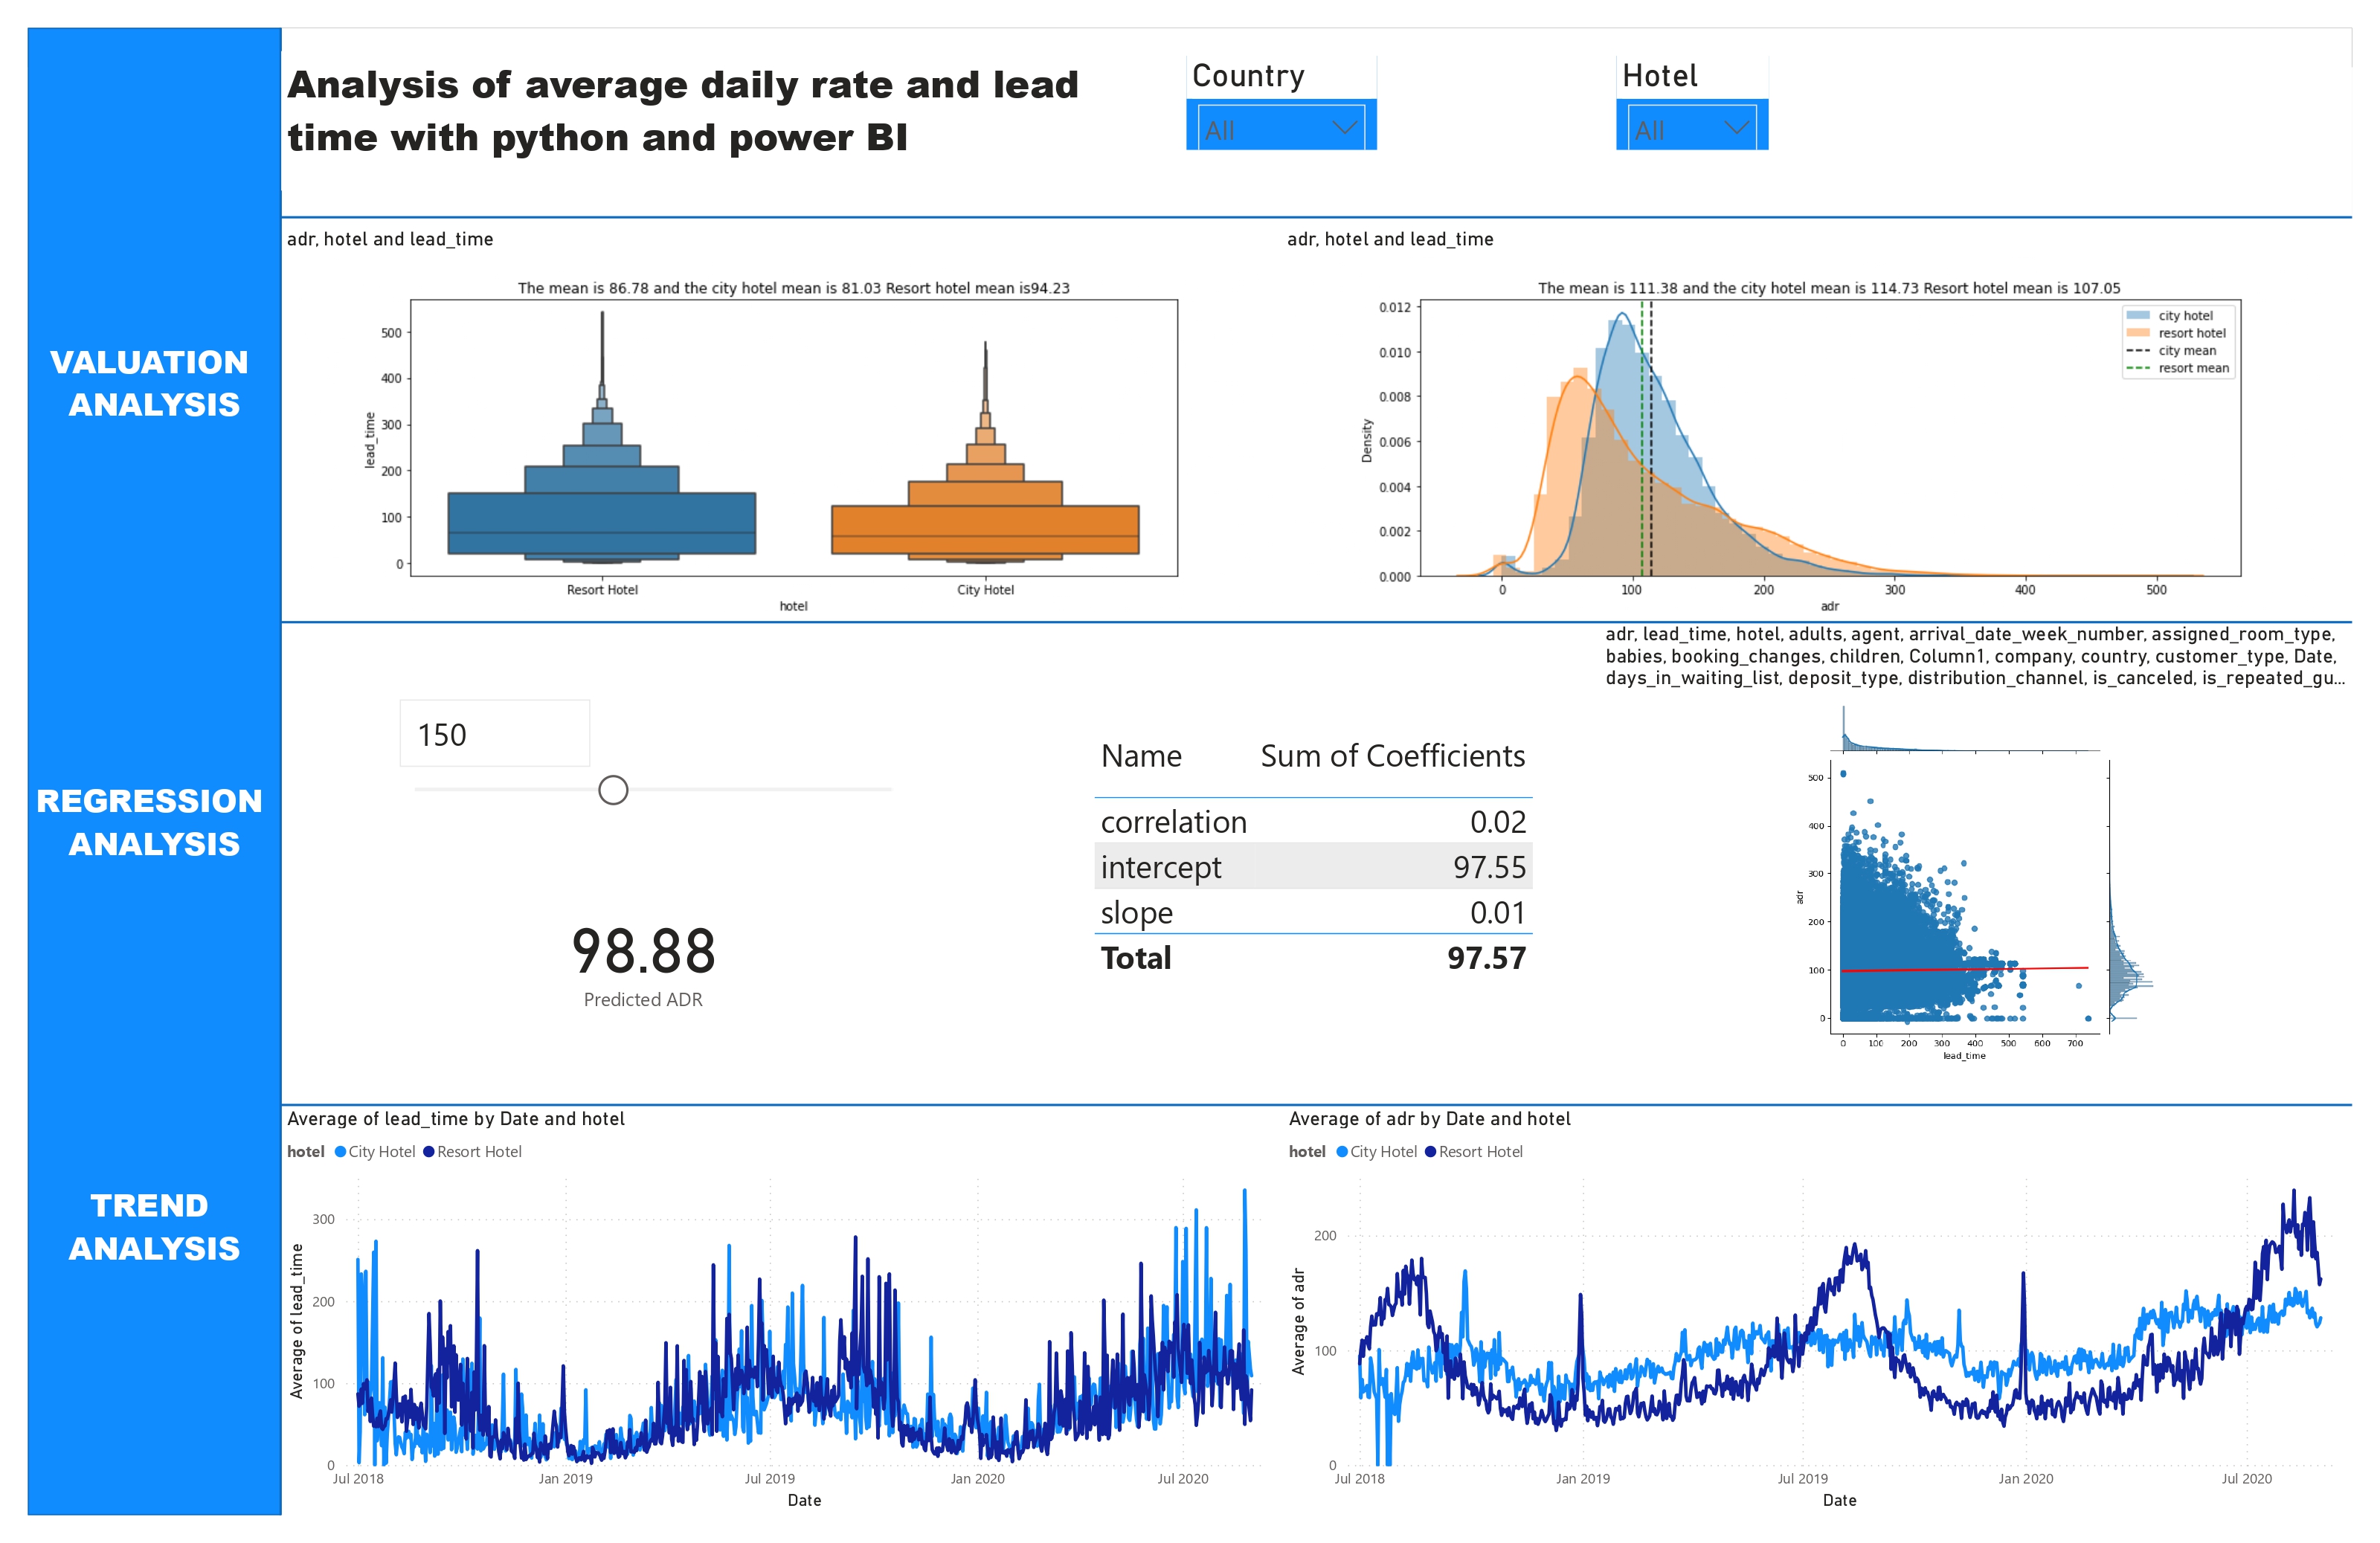 Analysis of average daily rate and lead
time with python and power BI
Country
All
Hotel
All
VALUATION
ANALYSIS
adr, hotel and lead_time
The mean is 86.78 and the city hotel mean is 81.03 Resort hotel mean is94.23
500
400
300
200
100
0
lead_time
Resort Hotel
City Hotel
hotel
adr, hotel and lead_time
The mean is 111.38 and the city hotel mean is 114.73 Resort hotel mean is 107.05
0.012
0.010
0.008
0.006
0.004
0.002
0.000
Density
city hotel
resort hotel
city mean
resort mean
0
100
200
300
400
500
adr
REGRESSION
ANALYSIS
150
98.88
Predicted ADR
Name Sum of Coefficients
correlation 0.02
intercept 97.55
slope 0.01
Total 97.57
adr, lead_time, hotel, adults, agent, arrival_date_week_number, assigned_room_type,
babies, booking_changes, children, Column1, company, country, customer_type, Date,
days_in_waiting_list, deposit_type, distribution_channel, is_canceled, is_repeated_gu...
500
400
300
200
100
0
adr
0 100 200 300 400 500 600 700
lead_time
TREND
ANALYSIS
Average of lead_time by Date and hotel
hotel City Hotel Resort Hotel
300
200
100
0
Average of lead_time
Jul 2018 Jan 2019 Jul 2019 Jan 2020 Jul 2020
Date
Average of adr by Date and hotel
hotel City Hotel Resort Hotel
200
100
0
Average of adr
Jul 2018 Jan 2019 Jul 2019 Jan 2020 Jul 2020
Date